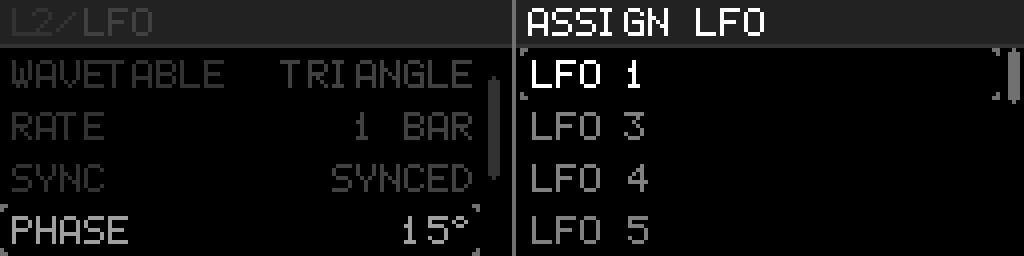 L2/LFO
WAVETABLE TRIANGLE
RATE 1 BAR
SYNC SYNCED
PHASE 15°
ASSIGN LFO
LFO 1
LFO 3
LFO 4
LFO 5